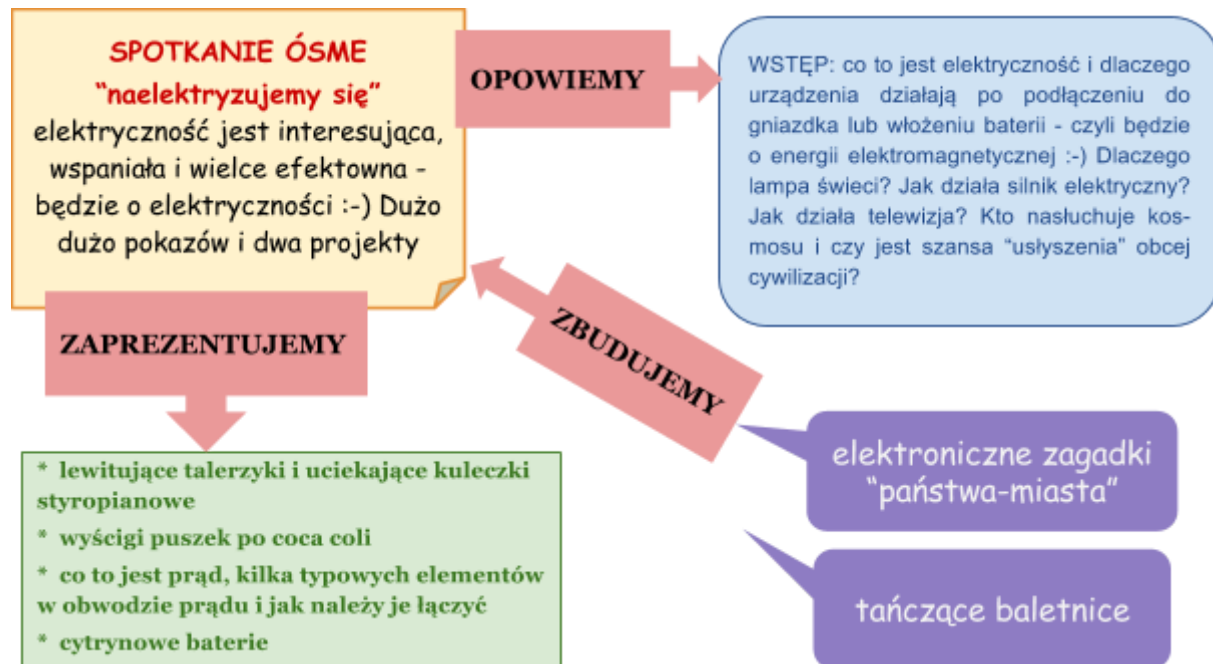 SPOTKANIE ÓSME
“naelektryzujemy się”
elektryczność jest interesująca,
wspaniała i wielce efektowna -
będzie o elektryczności :-) Dużo
dużo pokazów i dwa projekty
OPOWIEMY
WSTĘP: co to jest elektryczność i dlaczego
urządzenia działają po podłączeniu do
gniazdka lub włożeniu baterii - czyli będzie
o energii elektromagnetycznej :-) Dlaczego
lampa świeci? Jak działa silnik elektryczny?
Jak działa telewizja? Kto nasłuchuje kos-
mosu i czy jest szansa “usłyszenia” obcej
cywilizacji?
ZAPREZENTUJEMY
* lewitujące talerzyki i uciekające kuleczki
styropianowe
* wyścigi puszek po coca coli
* co to jest prąd, kilka typowych elementów
w obwodzie prądu i jak należy je łączyć
* cytrynowe baterie
ZBUDUJEMY
elektroniczne zagadki
“państwa-miasta”
tańczące baletnice